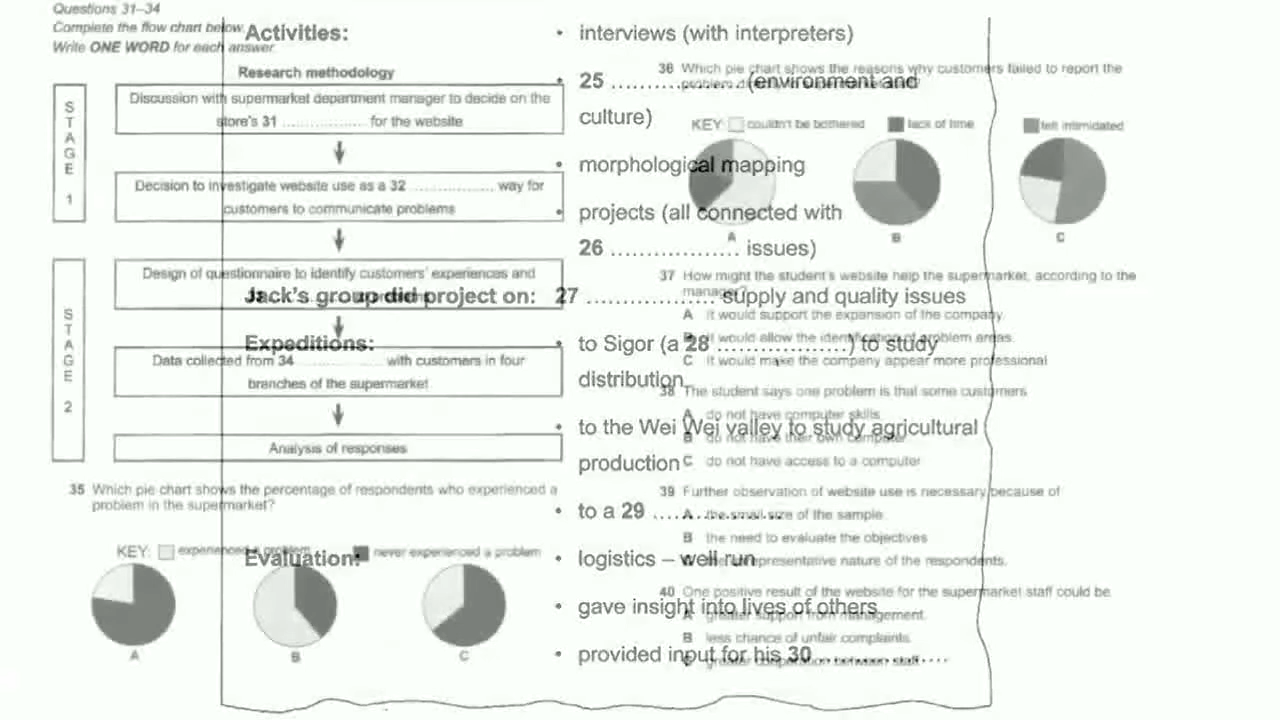 Questions 31–34
Complete the flow chart below.
Write ONE WORD for each answer.
Research methodology
STAGE 1
Discussion with supermarket department manager to decide on the
store's 31 .................. for the website
Decision to investigate website use as a 32 .................. way for
customers to communicate problems
STAGE 2
Design of questionnaire to identify customers' experiences and
Data collected from 34 .................. with customers in four
branches of the supermarket
Analysis of responses
35 Which pie chart shows the percentage of respondents who experienced a
problem in the supermarket?
KEY: experienced a problem never experienced a problem
A
B
C
Activities:
• interviews (with interpreters)
• 25 .................. (environment and
culture)
• morphological mapping
• projects (all connected with
26 .................. issues)
Jack's group did project on: 27 .................. supply and quality issues
Expeditions:
• to Sigor (a 28 ..................) to study
distribution
• to the Wei Wei valley to study agricultural
production
• to a 29 ..................
Evaluation:
• logistics – well run
• gave insight into lives of others
• provided input for his 30 ..................
36 Which pie chart shows the reasons why customers failed to report the
problem
KEY: couldn't be bothered lack of time felt intimidated
A
B
C
37 How might the student's website help the supermarket, according to the
manager?
A It would support the expansion of the company.
B It would allow the identification of problem areas.
C It would make the company appear more professional
38 The student says one problem is that some customers
A do not have computer skills.
B do not have their own computer.
C do not have access to a computer
39 Further observation of website use is necessary because of
A the small size of the sample.
B the need to evaluate the objectives
C representative nature of the respondents.
40 One positive result of the website for the supermarket staff could be
A greater support from management.
B less chance of unfair complaints.
C greater cooperation between staff.